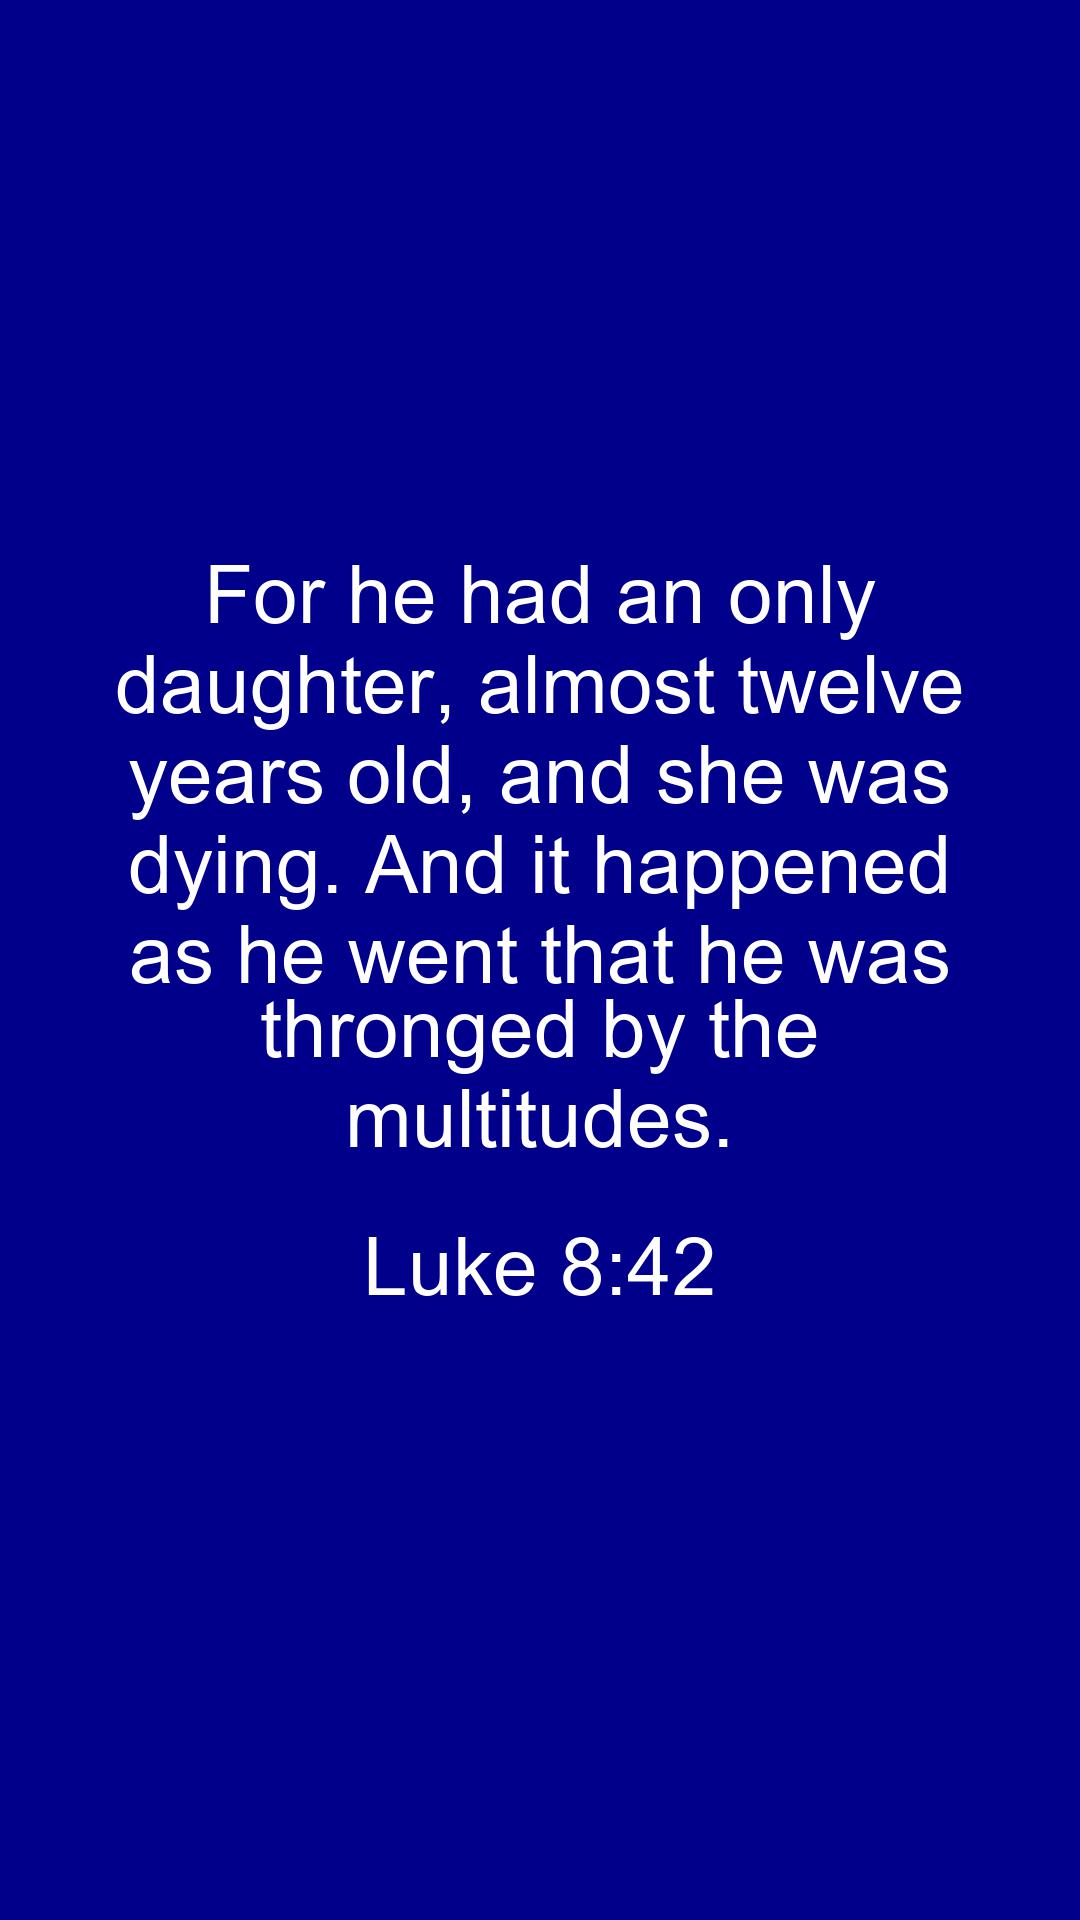 For he had an only
daughter, almost twelve
years old, and she was
dying. And it happened
as he went that he was
thronged by the
multitudes.
Luke 8:42